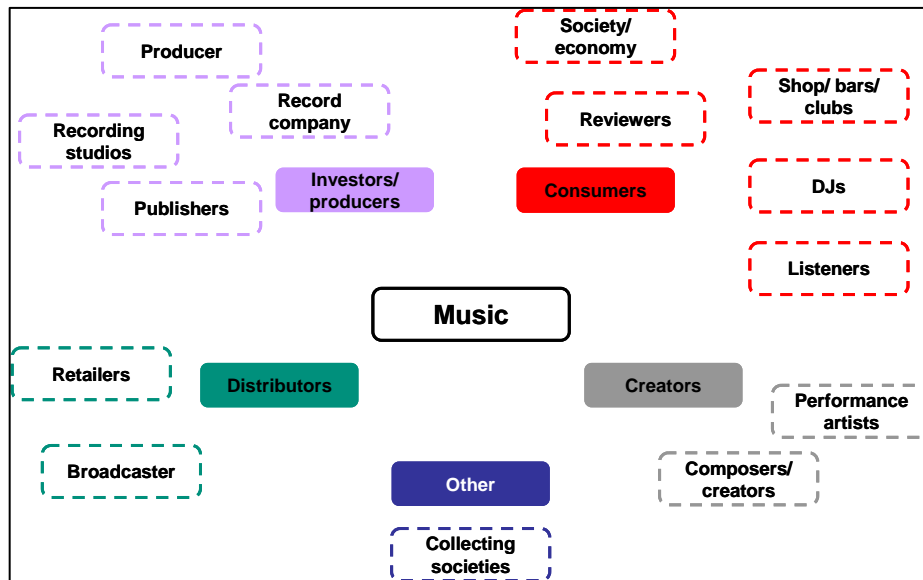 Producer
Society/
economy
Record
company
Shop/ bars/
clubs
Recording
studios
Reviewers
Investors/
producers
Consumers
DJs
Publishers
Listeners
Music
Retailers
Distributors
Creators
Performance
artists
Broadcaster
Other
Composers/
creators
Collecting
societies